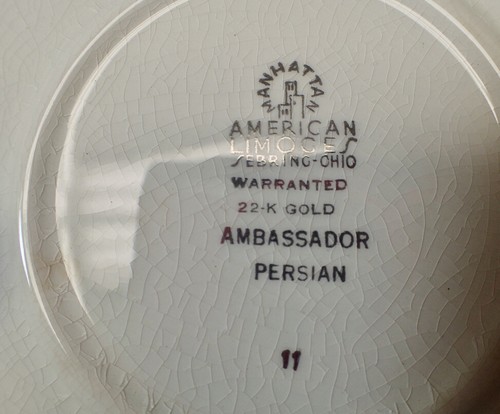 MANHATTAN
AMERICAN
LIMOGES
SEBRING-OHIO
WARRANTED
22-K GOLD
AMBASSADOR
PERSIAN
11